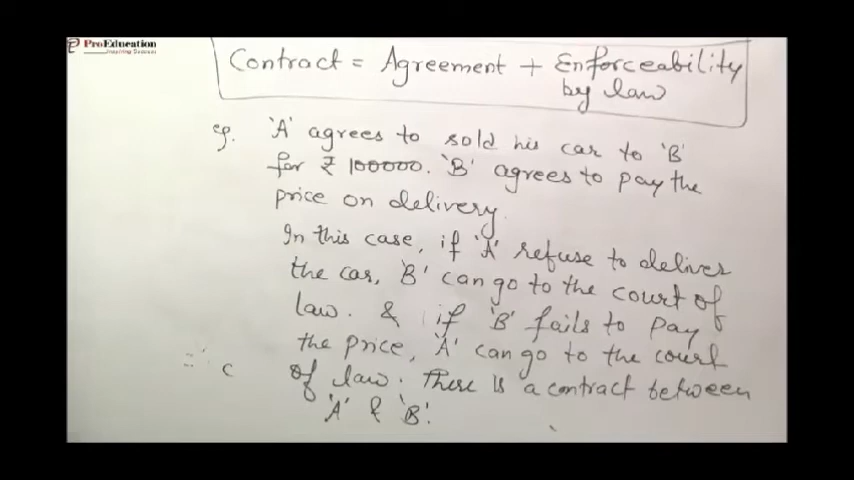 ProEducation
Inspiring Success
Contract = Agreement + Enforceability
by law
eg. 'A' agrees to sold his car to 'B'
for ₹ 100000. 'B' agrees to pay the
price on delivery.
In this case, if 'A' refuse to deliver
the car, 'B' can go to the court of
law. & if 'B' fails to pay
the price, 'A' can go to the court
of law. There is a contract between
'A' & 'B'.